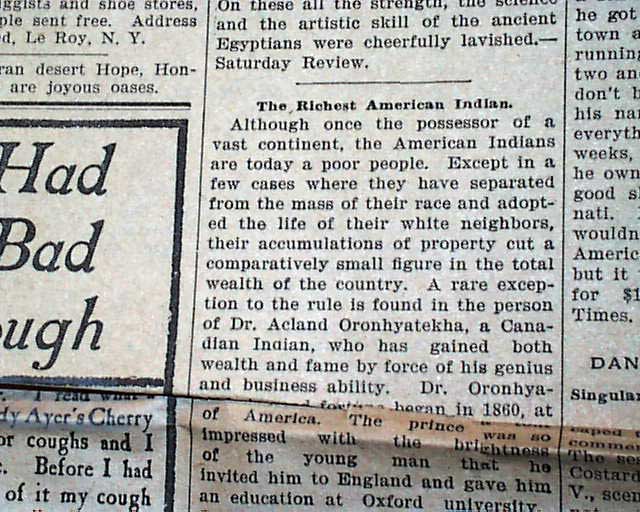 ggists and shoe stores,
ple sent free. Address
d, Le Roy, N. Y.
ran desert Hope, Hon-
are joyous oases.
Had
Bad
ough
I read what
dy Ayer's Cherry
or coughs and I
e. Before I had
of it my cough
On these all the strength, the science
and the artistic skill of the ancient
Egyptians were cheerfully lavished.—
Saturday Review.
The Richest American Indian.
Although once the possessor of a
vast continent, the American Indians
are today a poor people. Except in a
few cases where they have separated
from the mass of their race and adopt-
ed the life of their white neighbors,
their accumulations of property cut a
comparatively small figure in the total
wealth of the country. A rare excep-
tion to the rule is found in the person
of Dr. Acland Oronhyatekha, a Cana-
dian Indian, who has gained both
wealth and fame by force of his genius
and business ability. Dr. Oronhya-
fortune began in 1860, at
of America. The prince
impressed with the brightness was so
of the young man that he
invited him to England and gave him
an education at Oxford university.
he got
town a
running
two an
don't h
his na
everyth
weeks,
he own
good s
nati.
wouldn
Americ
but it
for $1
Times.
DAN
Singular
caped
comme
The se
Costard
V., scen